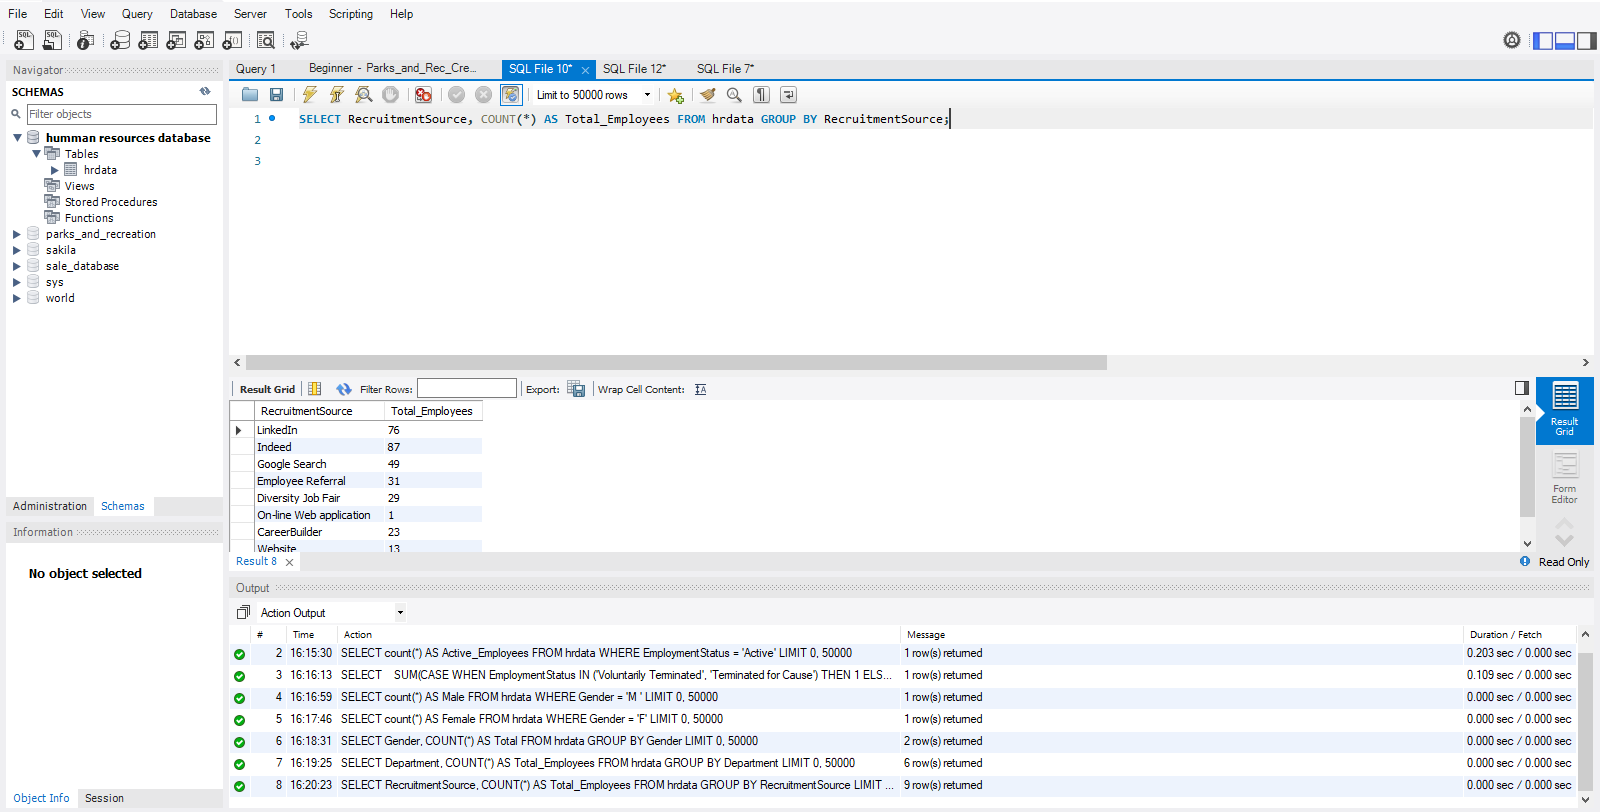 File Edit View Query Database Server Tools Scripting Help
Navigator
SCHEMAS
Filter objects
humman resources database
Tables
hrdata
Views
Stored Procedures
Functions
parks_and_recreation
sakila
sale_database
sys
world
Administration Schemas
Information
No object selected
Object Info Session
Query 1 Beginner - Parks_and_Rec_Cre... SQL File 10* SQL File 12* SQL File 7*
Limit to 50000 rows
1 SELECT RecruitmentSource, COUNT(*) AS Total_Employees FROM hrdata GROUP BY RecruitmentSource;
2
3
Result Grid Filter Rows: Export: Wrap Cell Content:
RecruitmentSource Total_Employees
LinkedIn 76
Indeed 87
Google Search 49
Employee Referral 31
Diversity Job Fair 29
On-line Web application 1
CareerBuilder 23
Website 13
Result
Grid
Form
Editor
Result 8 Read Only
Output
Action Output
# Time Action Message Duration / Fetch
2 16:15:30 SELECT count(*) AS Active_Employees FROM hrdata WHERE EmploymentStatus = 'Active' LIMIT 0, 50000 1 row(s) returned 0.203 sec / 0.000 sec
3 16:16:13 SELECT SUM(CASE WHEN EmploymentStatus IN ('Voluntarily Terminated', 'Terminated for Cause') THEN 1 ELS... 1 row(s) returned 0.109 sec / 0.000 sec
4 16:16:59 SELECT count(*) AS Male FROM hrdata WHERE Gender = 'M ' LIMIT 0, 50000 1 row(s) returned 0.000 sec / 0.000 sec
5 16:17:46 SELECT count(*) AS Female FROM hrdata WHERE Gender = 'F' LIMIT 0, 50000 1 row(s) returned 0.000 sec / 0.000 sec
6 16:18:31 SELECT Gender, COUNT(*) AS Total FROM hrdata GROUP BY Gender LIMIT 0, 50000 2 row(s) returned 0.000 sec / 0.000 sec
7 16:19:25 SELECT Department, COUNT(*) AS Total_Employees FROM hrdata GROUP BY Department LIMIT 0, 50000 6 row(s) returned 0.000 sec / 0.000 sec
8 16:20:23 SELECT RecruitmentSource, COUNT(*) AS Total_Employees FROM hrdata GROUP BY RecruitmentSource LIMIT ... 9 row(s) returned 0.000 sec / 0.000 sec